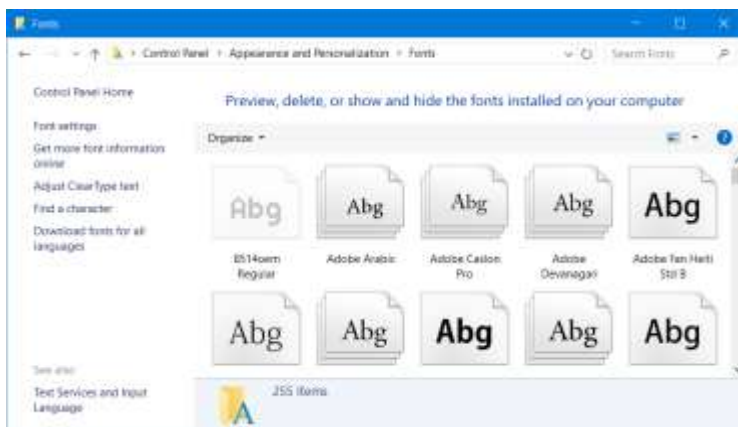 Fonts
Control Panel › Appearance and Personalization › Fonts
Search Fonts
Control Panel Home
Font settings
Get more font information
online
Adjust ClearType text
Find a character
Download fonts for all
languages
See also
Text Services and Input
Language
Preview, delete, or show and hide the fonts installed on your computer
Organize
?
Abg Abg Abg Abg Abg
8514oem Adobe Arabic Adobe Caslon Adobe Adobe Fan Heiti
Regular Pro Devanagari Std B
Abg Abg Abg Abg Abg
255 items
A